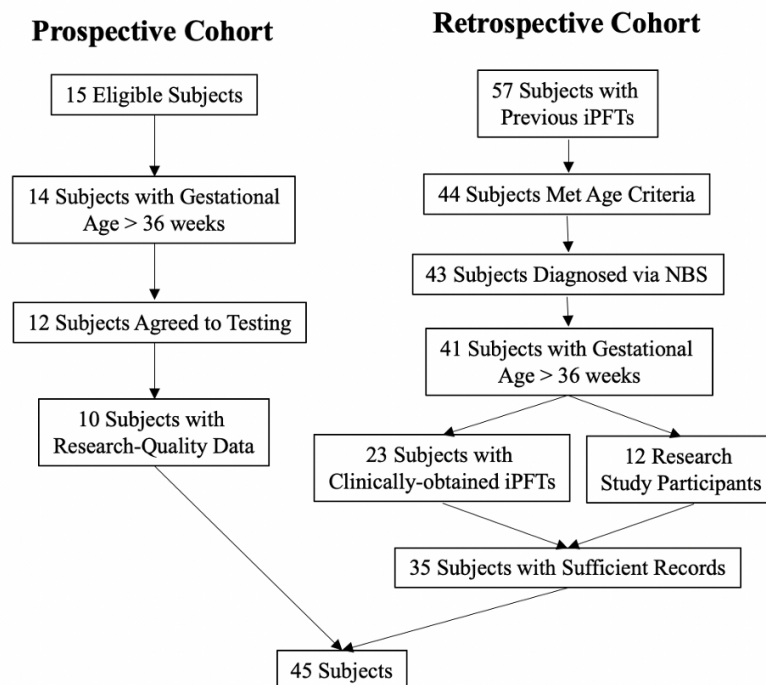 Prospective Cohort
15 Eligible Subjects
14 Subjects with Gestational
Age > 36 weeks
12 Subjects Agreed to Testing
10 Subjects with
Research-Quality Data
Retrospective Cohort
57 Subjects with
Previous iPFTs
44 Subjects Met Age Criteria
43 Subjects Diagnosed via NBS
41 Subjects with Gestational
Age > 36 weeks
23 Subjects with
Clinically-obtained iPFTs
12 Research
Study Participants
35 Subjects with Sufficient Records
45 Subjects